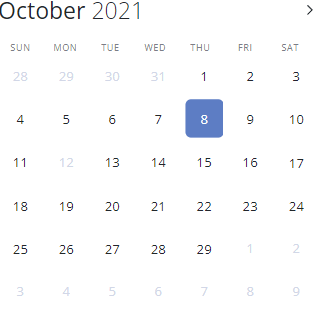 October 2021
SUN MON TUE WED THU FRI SAT
28 29 30 31 1 2 3
4 5 6 7 8 9 10
11 12 13 14 15 16 17
18 19 20 21 22 23 24
25 26 27 28 29 1 2
3 4 5 6 7 8 9